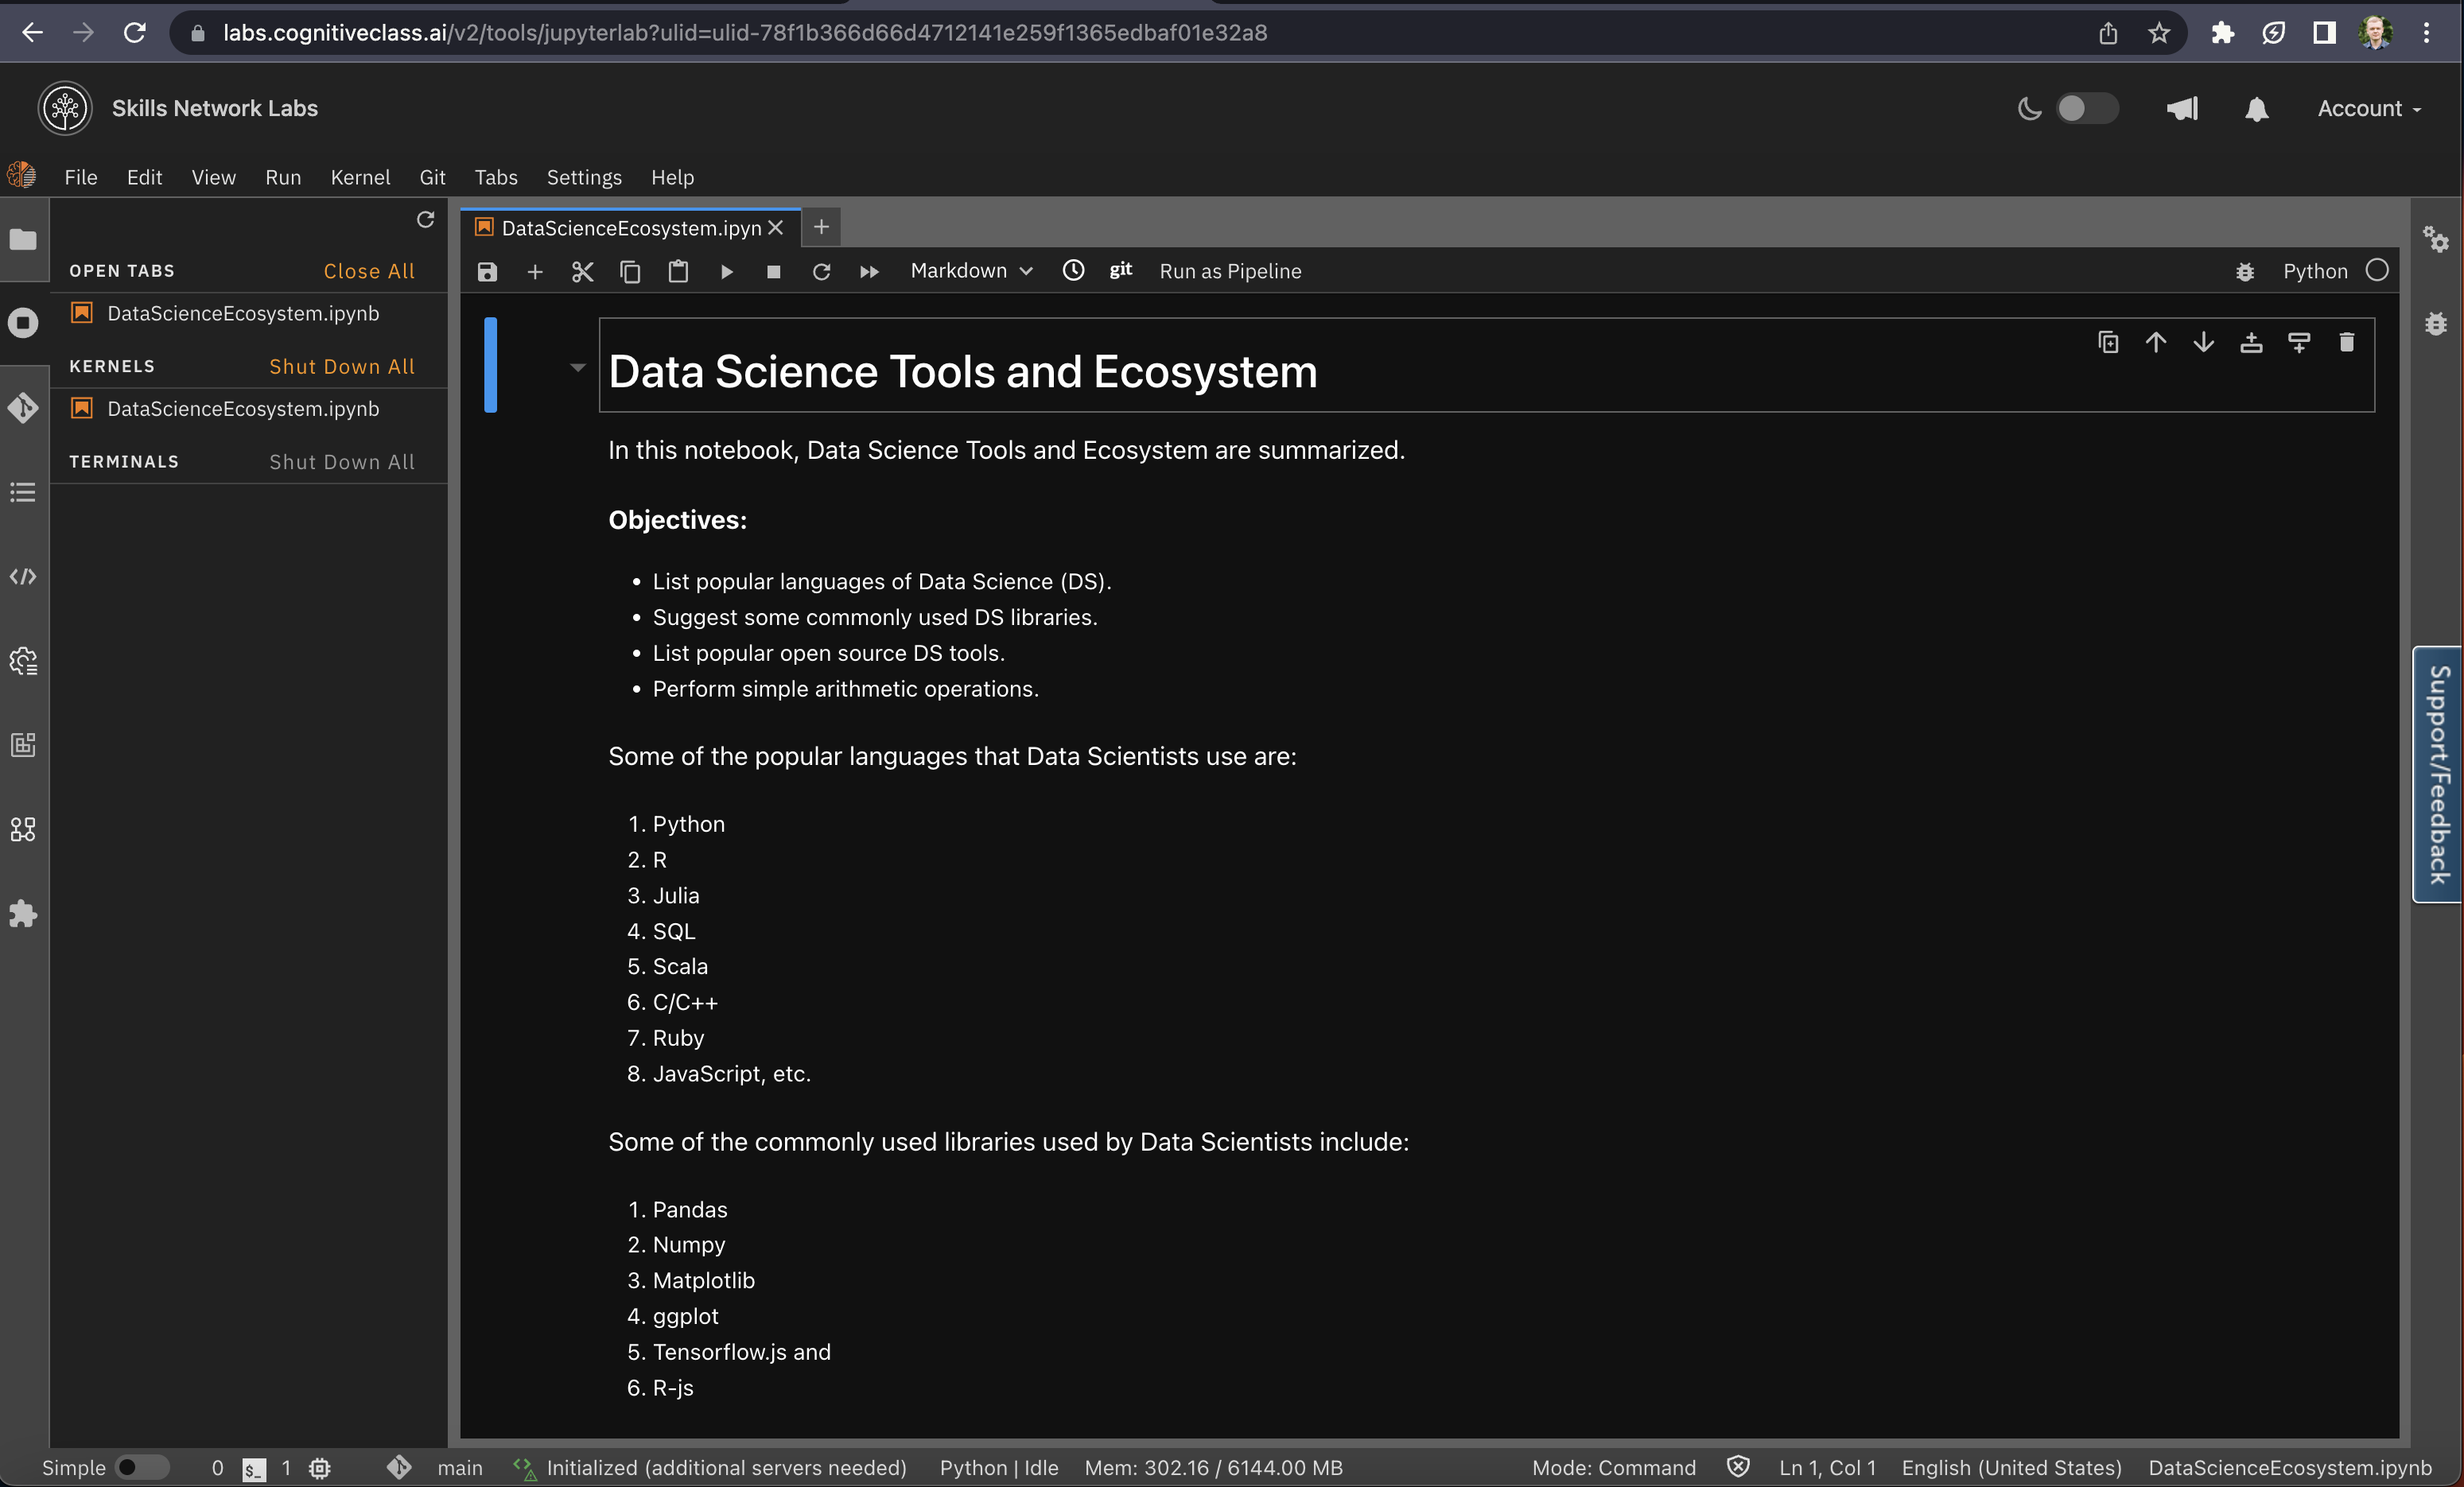 labs.cognitiveclass.ai/v2/tools/jupyterlab?ulid=ulid-78f1b366d66d4712141e259f1365edbaf01e32a8
Skills Network Labs
Account
File Edit View Run Kernel Git Tabs Settings Help
OPEN TABS Close All
DataScienceEcosystem.ipynb
KERNELS Shut Down All
DataScienceEcosystem.ipynb
TERMINALS Shut Down All
DataScienceEcosystem.ipyn
Markdown git Run as Pipeline Python
Data Science Tools and Ecosystem
In this notebook, Data Science Tools and Ecosystem are summarized.
Objectives:
• List popular languages of Data Science (DS).
• Suggest some commonly used DS libraries.
• List popular open source DS tools.
• Perform simple arithmetic operations.
Some of the popular languages that Data Scientists use are:
1. Python
2. R
3. Julia
4. SQL
5. Scala
6. C/C++
7. Ruby
8. JavaScript, etc.
Some of the commonly used libraries used by Data Scientists include:
1. Pandas
2. Numpy
3. Matplotlib
4. ggplot
5. Tensorflow.js and
6. R-js
Support/Feedback
Simple 0 $_ 1 main Initialized (additional servers needed) Python | Idle Mem: 302.16 / 6144.00 MB Mode: Command Ln 1, Col 1 English (United States) DataScienceEcosystem.ipynb